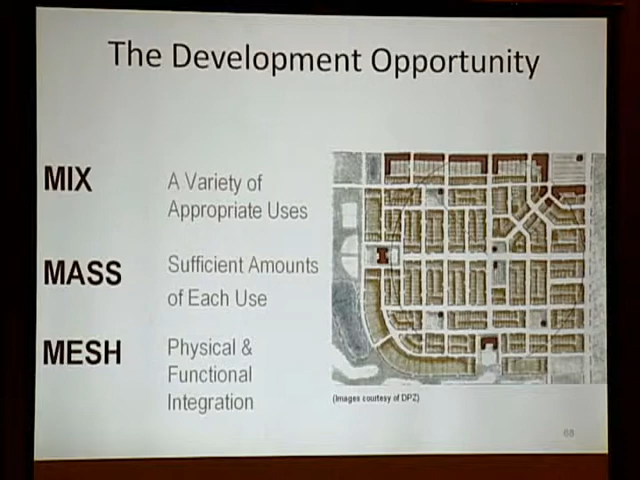 The Development Opportunity
MIX
A Variety of
Appropriate Uses
MASS
Sufficient Amounts
of Each Use
MESH
Physical &
Functional
Integration
(Images courtesy of DPZ)
68